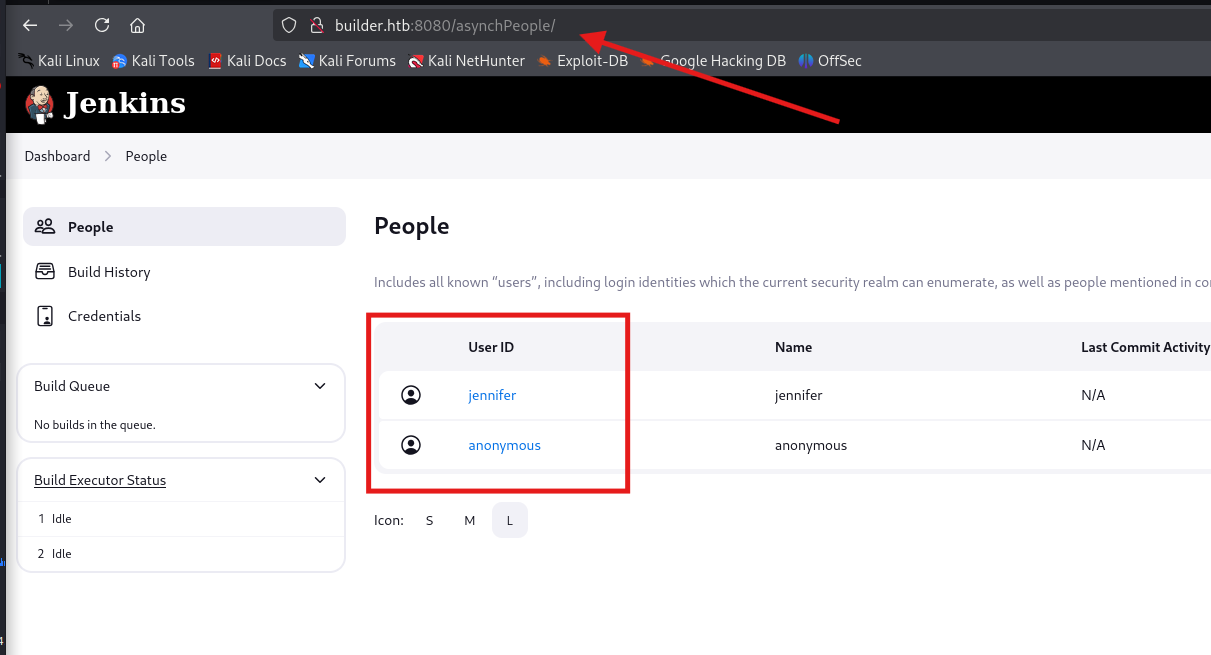 builder.htb:8080/asynchPeople/
Kali Linux Kali Tools Kali Docs Kali Forums Kali NetHunter Exploit-DB Google Hacking DB OffSec
Jenkins
Dashboard People
People
Build History
Credentials
Build Queue
No builds in the queue.
Build Executor Status
1 Idle
2 Idle
People
Includes all known “users”, including login identities which the current security realm can enumerate, as well as people mentioned in
User ID Name Last Commit Activity
jennifer jennifer N/A
anonymous anonymous N/A
Icon: S M L